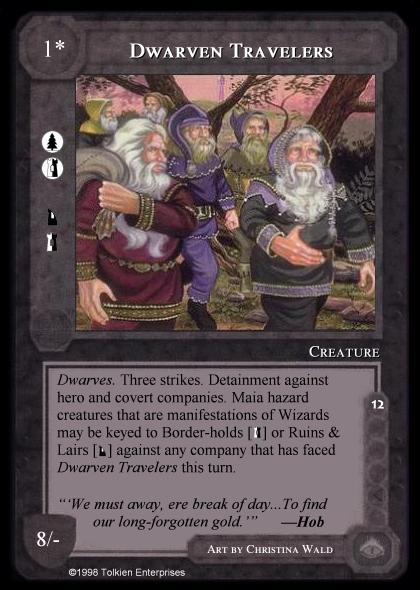 1*
DWARVEN TRAVELERS
CREATURE
Dwarves. Three strikes. Detainment against
hero and covert companies. Maia hazard
creatures that are manifestations of Wizards
may be keyed to Border-holds [] or Ruins &
Lairs [] against any company that has faced
Dwarven Travelers this turn.
12
“‘We must away, ere break of day...To find
our long-forgotten gold.’” —Hob
8/-
ART BY CHRISTINA WALD
©1998 Tolkien Enterprises